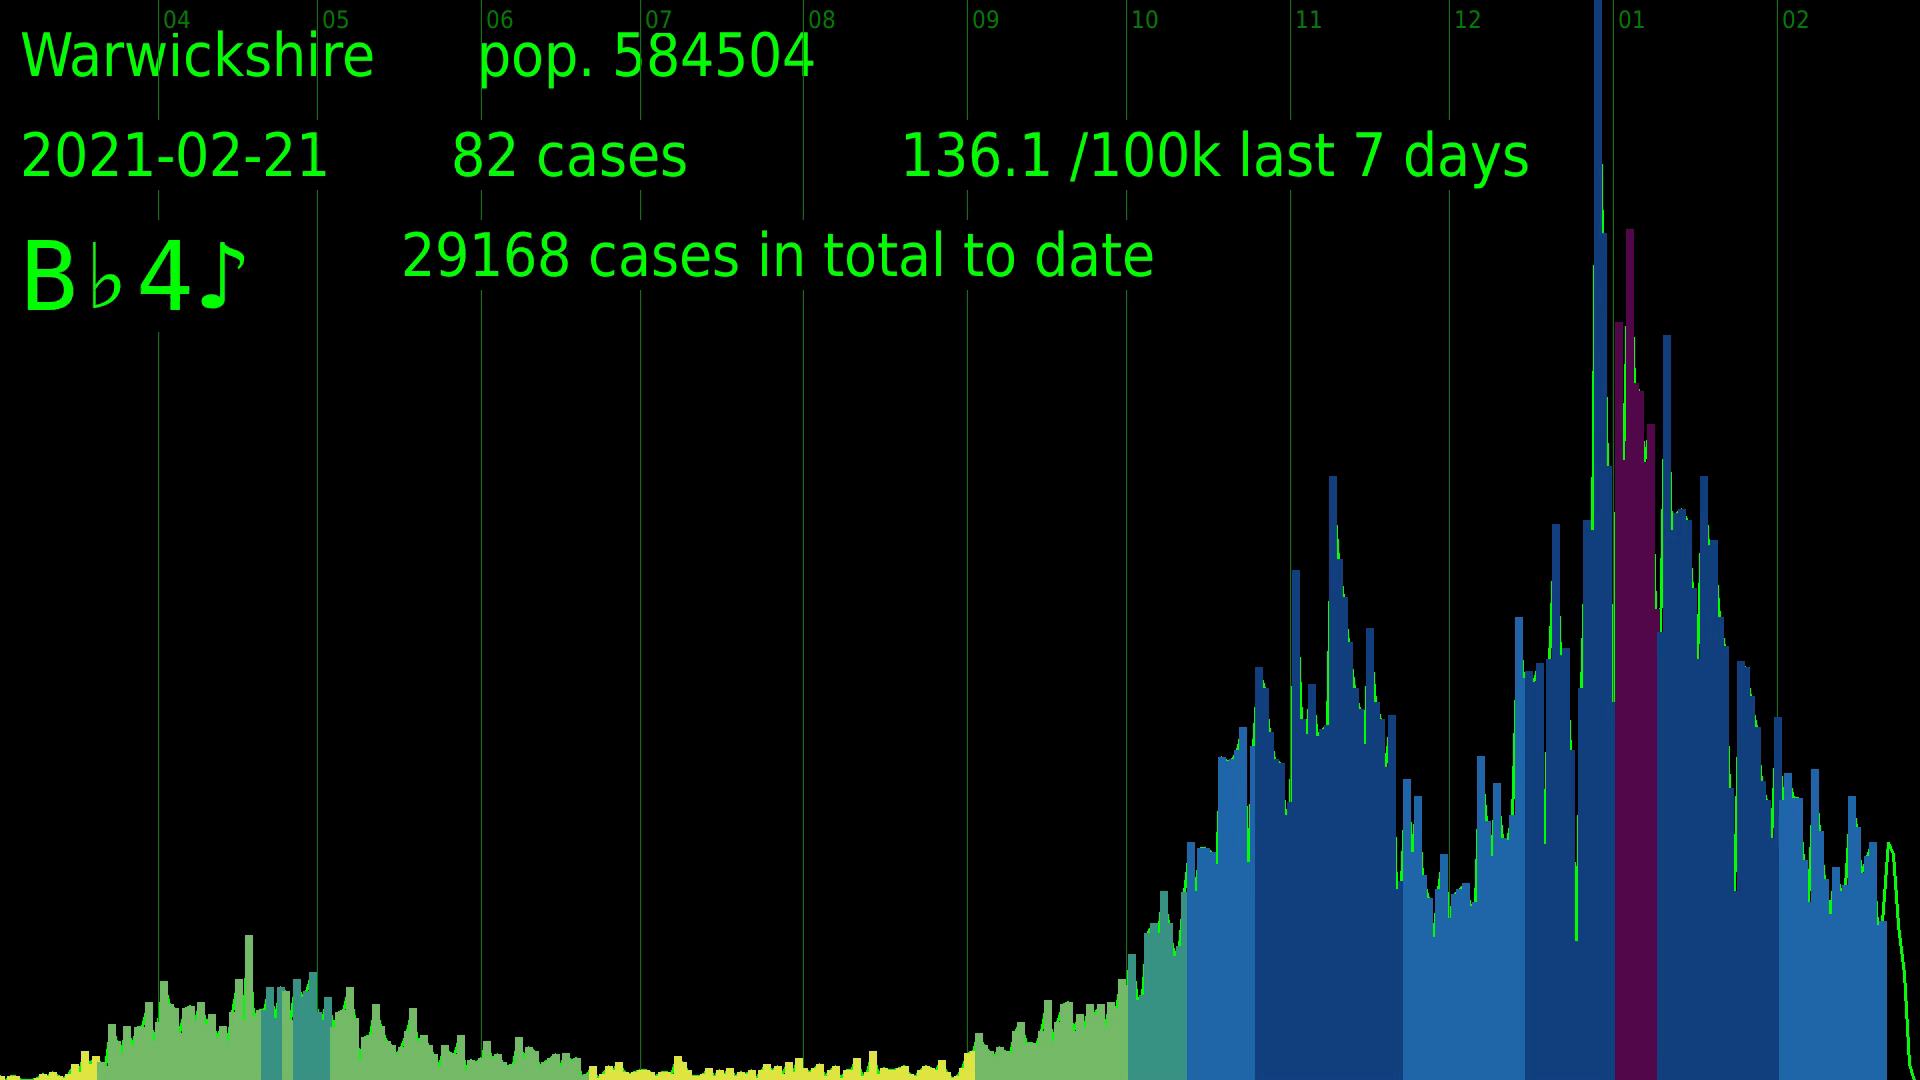 04 05 06 07 08 09 10 11 12 01 02
Warwickshire pop. 584504
2021-02-21 82 cases 136.1 /100k last 7 days
B♭4♪ 29168 cases in total to date